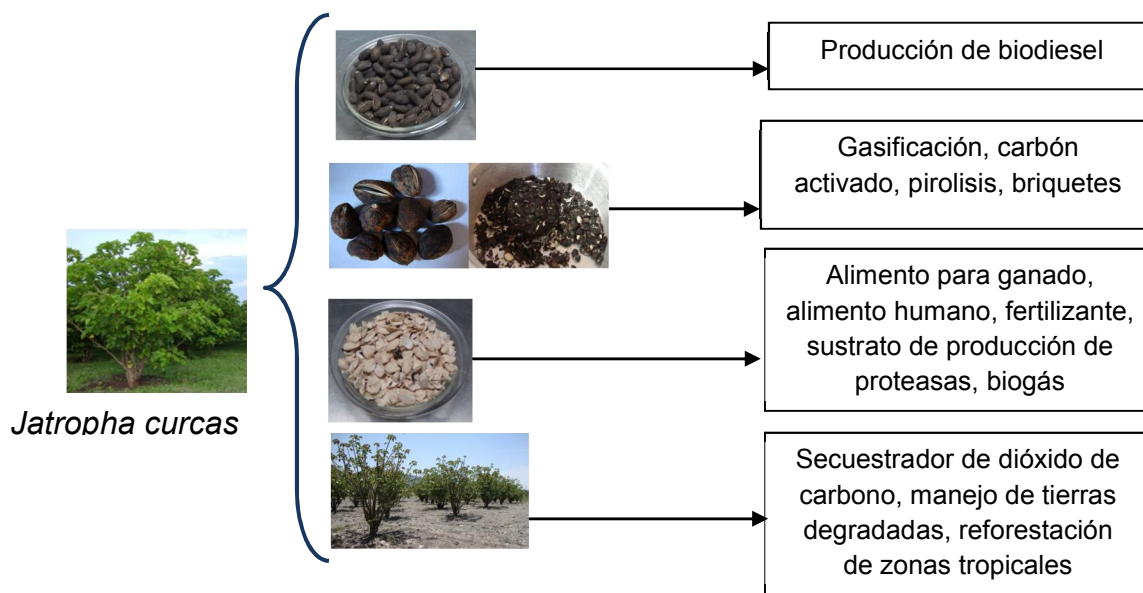 Producción de biodiesel
Gasificación, carbón
activado, pirolisis, briquetes
Alimento para ganado,
alimento humano, fertilizante,
sustrato de producción de
proteasas, biogás
Jatropha curcas
Secuestrador de dióxido de
carbono, manejo de tierras
degradadas, reforestación
de zonas tropicales